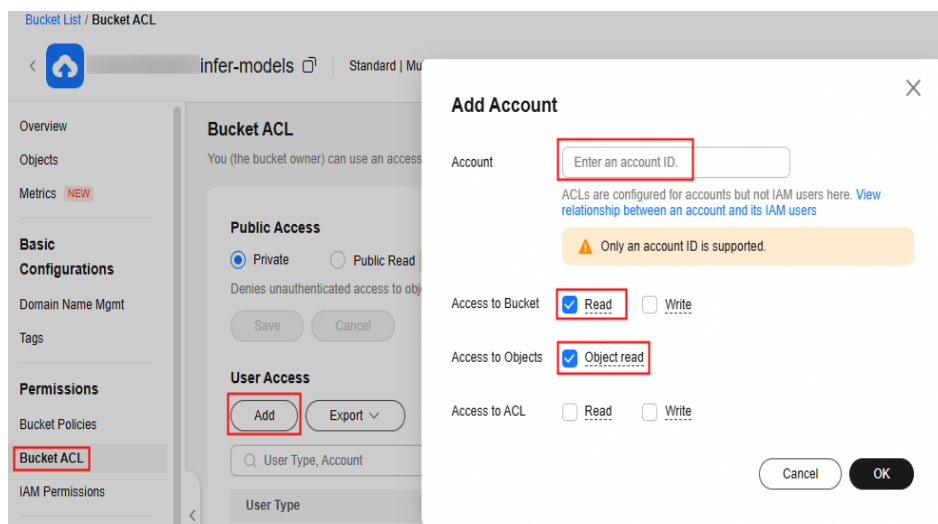 Bucket List / Bucket ACL
infer-models
Standard | Mu
Overview
Objects
Metrics NEW
Basic
Configurations
Domain Name Mgmt
Tags
Permissions
Bucket Policies
Bucket ACL
IAM Permissions
Bucket ACL
You (the bucket owner) can use an access
Public Access
Private
Public Read
Denies unauthenticated access to obj
Save
Cancel
User Access
Add
Export
User Type, Account
User Type
Add Account
Account
Enter an account ID.
ACLs are configured for accounts but not IAM users here. View
relationship between an account and its IAM users
Only an account ID is supported.
Access to Bucket
Read
Write
Access to Objects
Object read
Access to ACL
Read
Write
Cancel
OK